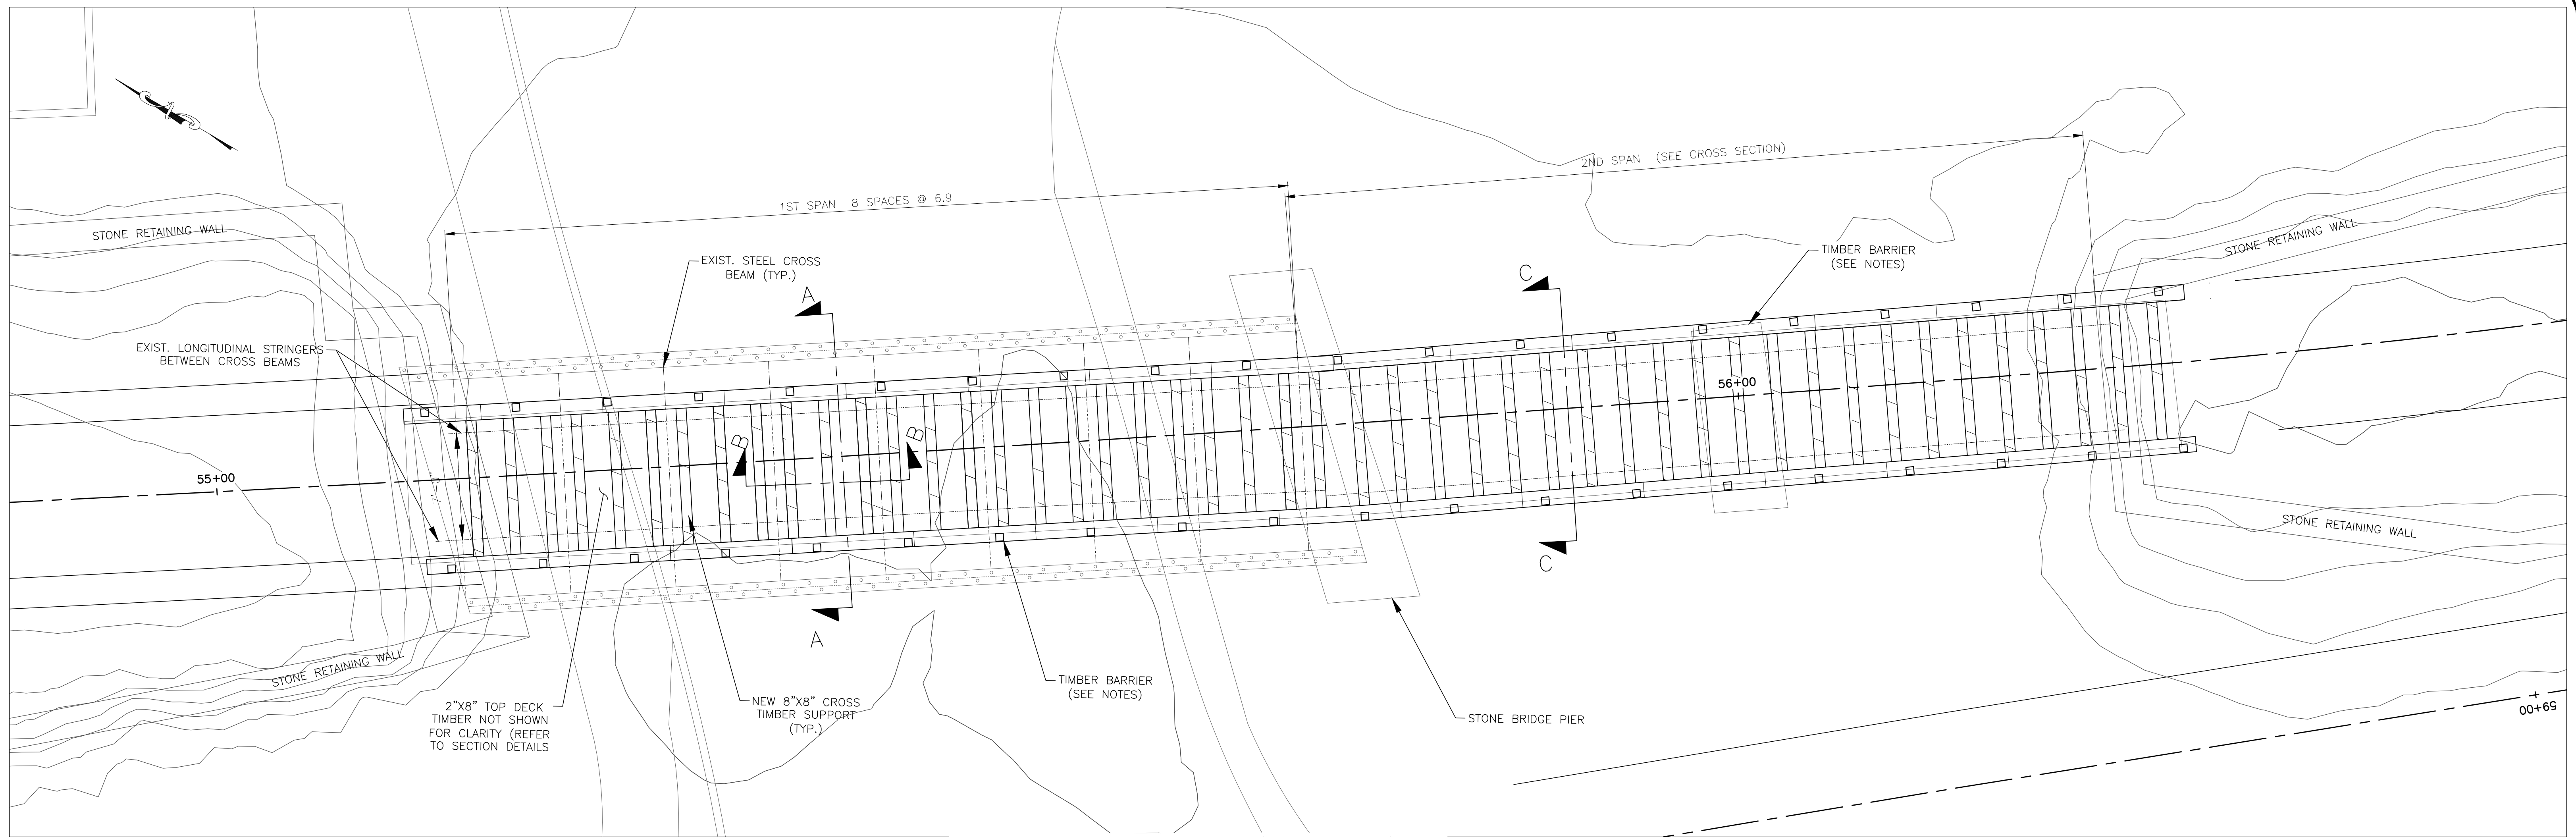 2ND SPAN (SEE CROSS SECTION)
1ST SPAN 8 SPACES @ 6.9
STONE RETAINING WALL
STONE RETAINING WALL
TIMBER BARRIER
(SEE NOTES)
EXIST. STEEL CROSS
BEAM (TYP.)
A
C
EXIST. LONGITUDINAL STRINGERS
BETWEEN CROSS BEAMS
56+00
B
B
55+00
STONE RETAINING WALL
C
A
STONE RETAINING WALL
2"X8" TOP DECK
TIMBER NOT SHOWN
FOR CLARITY (REFER
TO SECTION DETAILS
NEW 8"X8" CROSS
TIMBER SUPPORT
(TYP.)
TIMBER BARRIER
(SEE NOTES)
STONE BRIDGE PIER
59+00